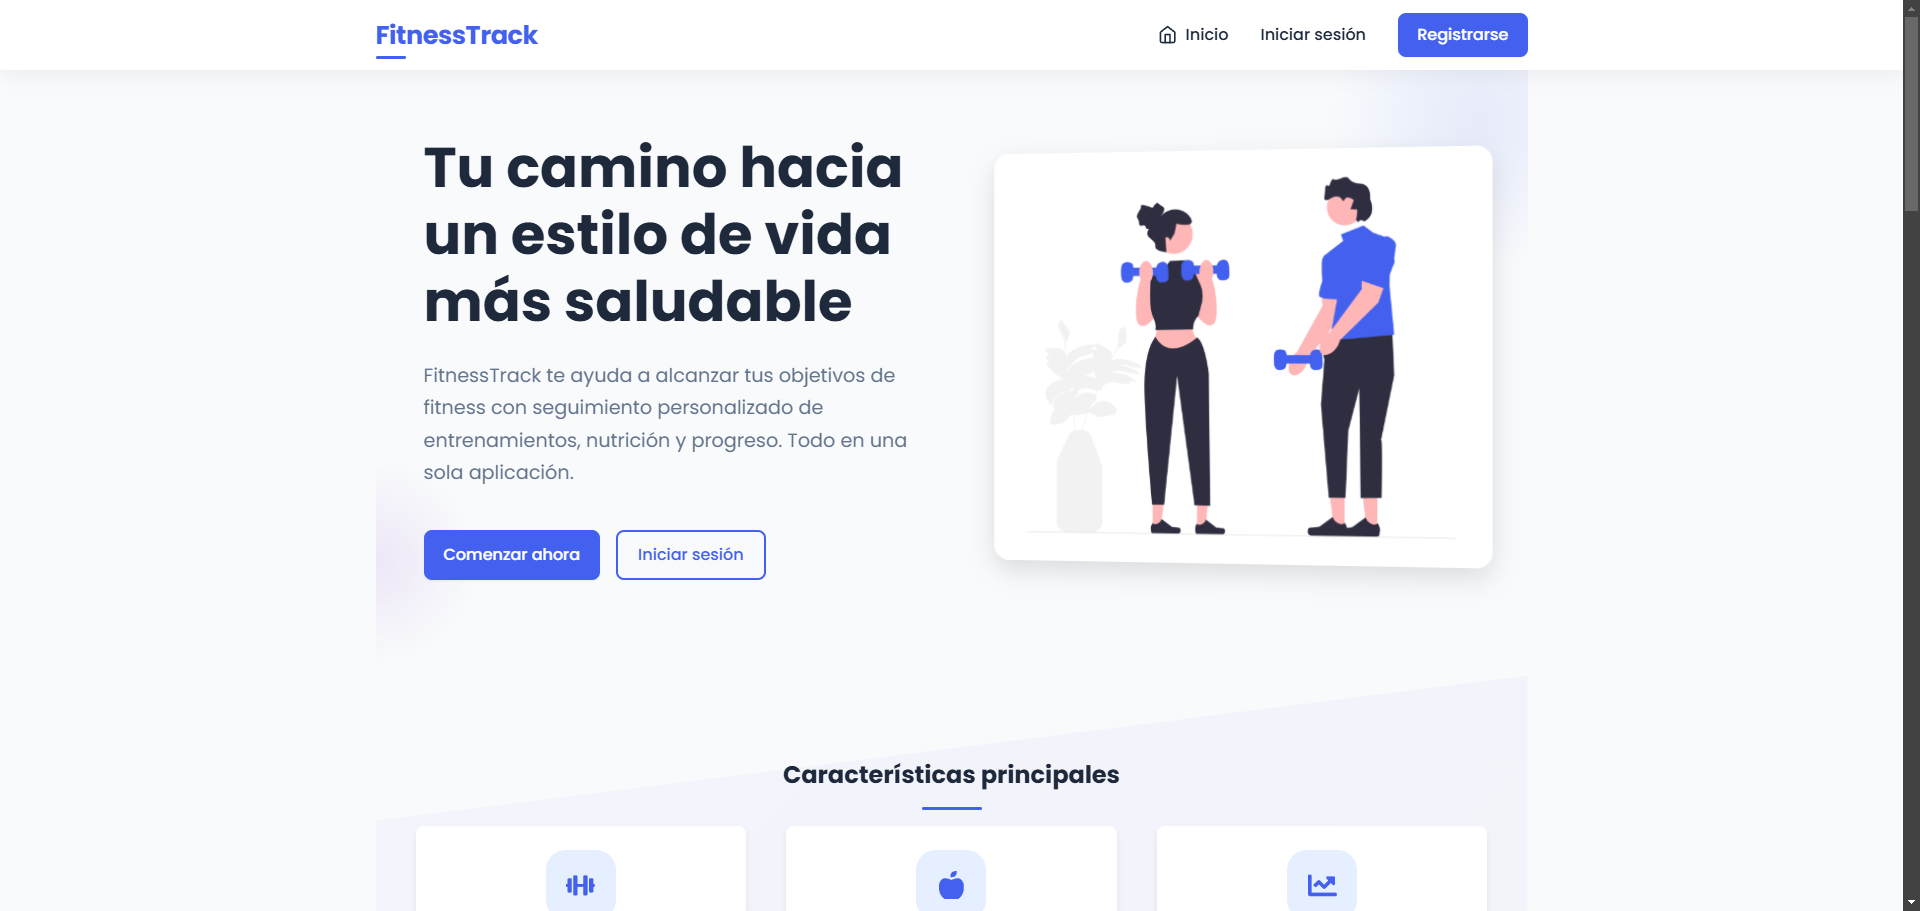 FitnessTrack
Inicio
Iniciar sesión
Registrarse
Tu camino hacia
un estilo de vida
más saludable
FitnessTrack te ayuda a alcanzar tus objetivos de
fitness con seguimiento personalizado de
entrenamientos, nutrición y progreso. Todo en una
sola aplicación.
Comenzar ahora
Iniciar sesión
Características principales